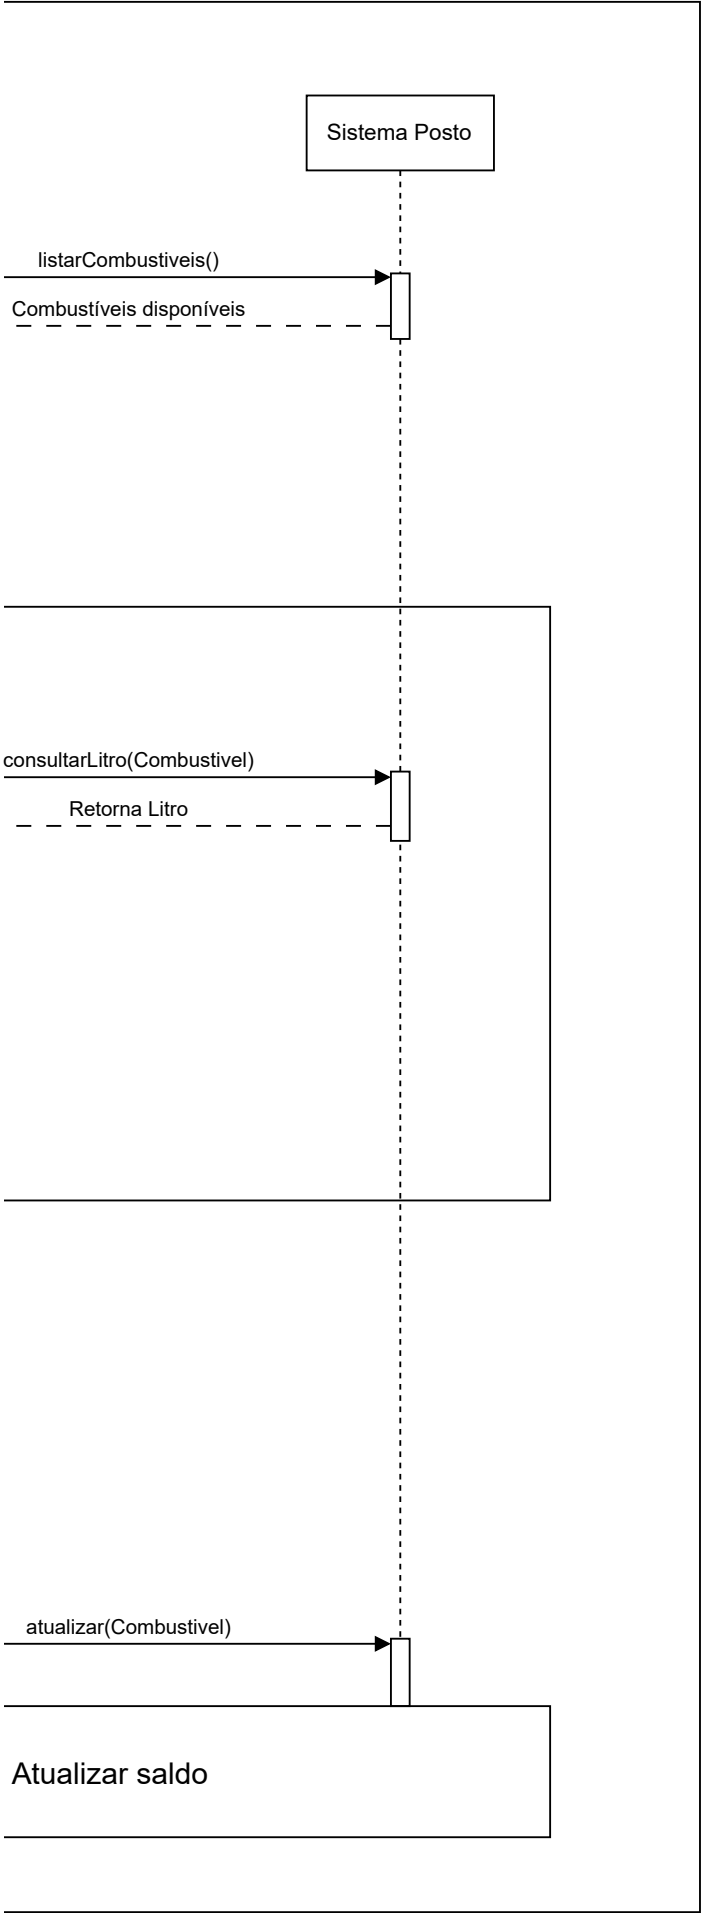 Sistema Posto
listarCombustiveis()
Combustíveis disponíveis
consultarLitro(Combustivel)
Retorna Litro
atualizar(Combustivel)
Atualizar saldo